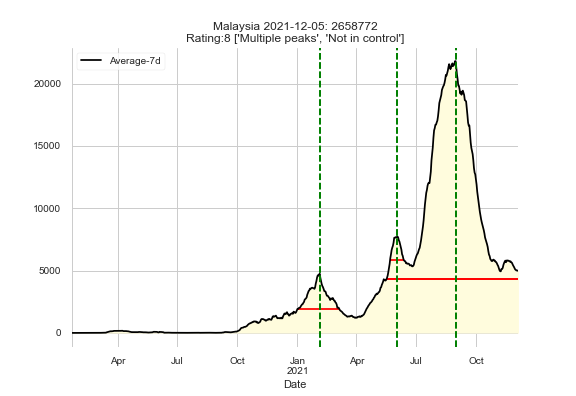 Malaysia 2021-12-05: 2658772
Rating:8 ['Multiple peaks', 'Not in control']
Average-7d
20000
15000
10000
5000
0
Apr
Jul
Oct
Jan
2021
Apr
Jul
Oct
Date